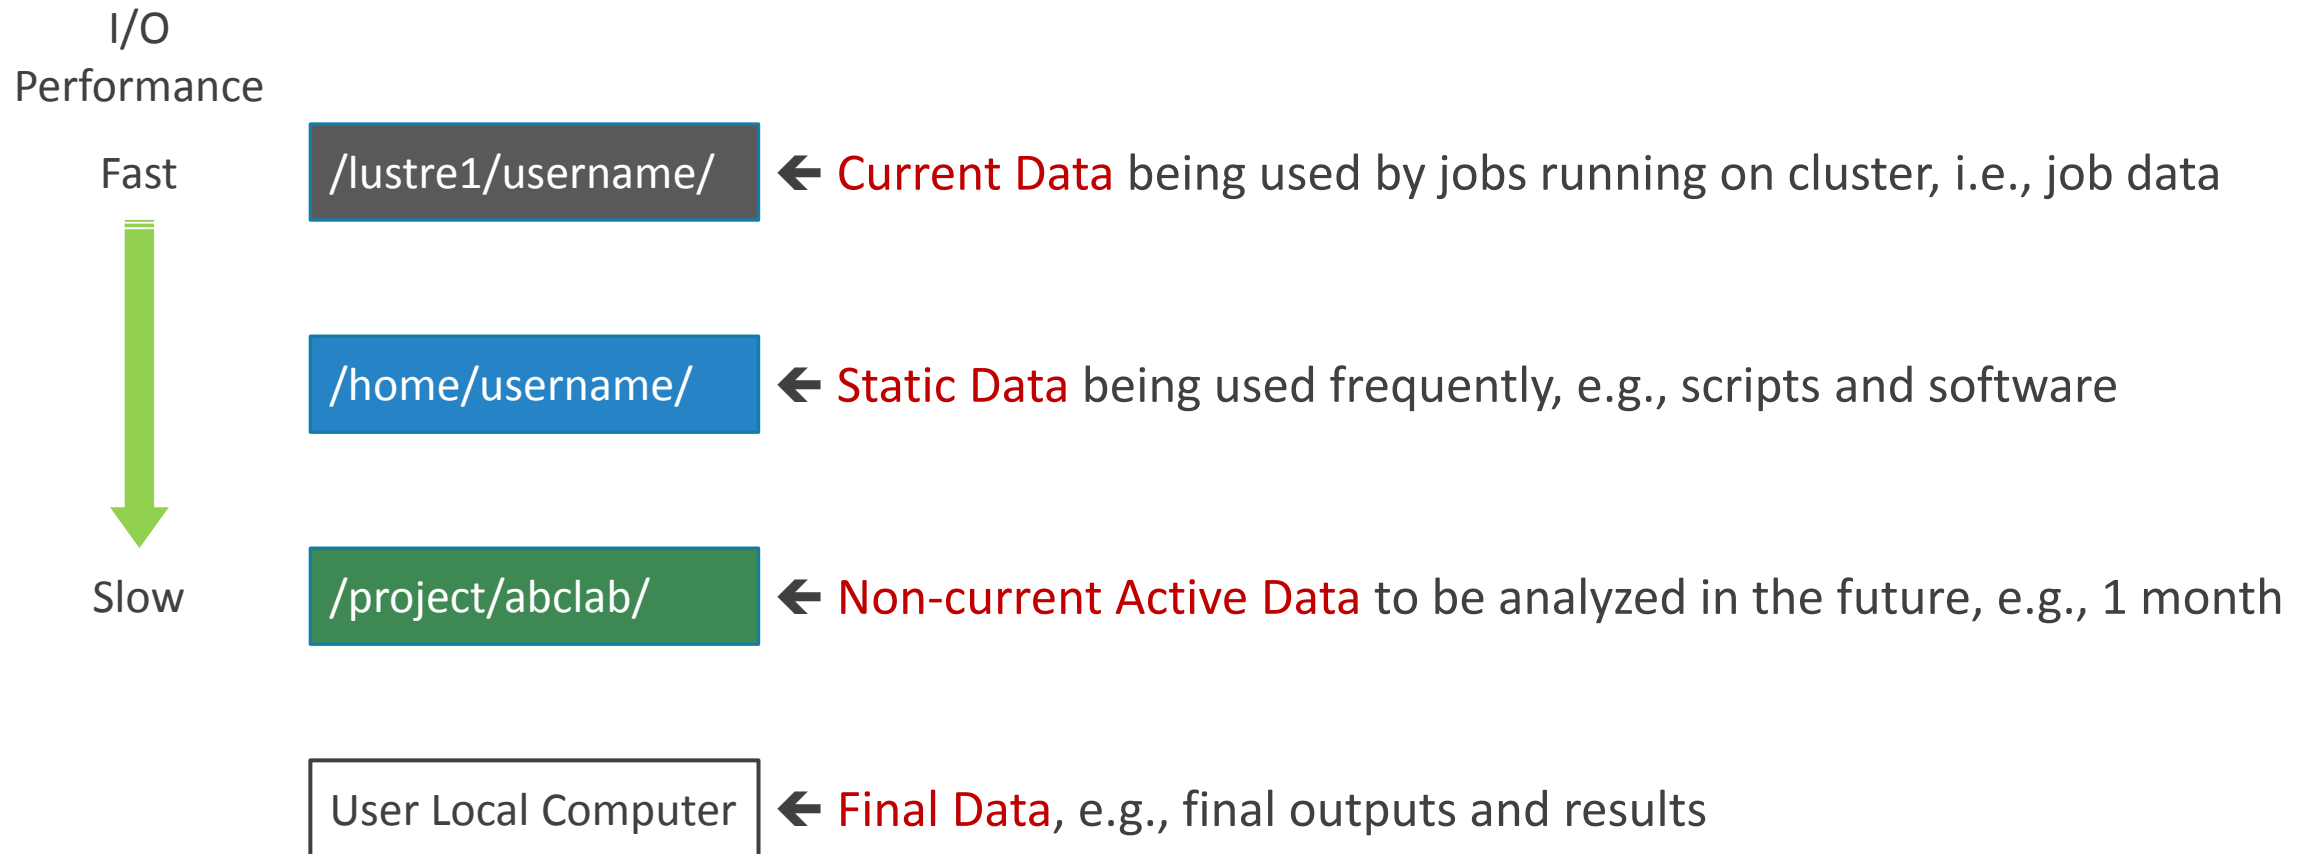 I/O
Performance
Fast
/lustre1/username/
🡸 Current Data being used by jobs running on cluster, i.e., job data
/home/username/
🡸 Static Data being used frequently, e.g., scripts and software
Slow
/project/abclab/
🡸 Non-current Active Data to be analyzed in the future, e.g., 1 month
User Local Computer
🡸 Final Data, e.g., final outputs and results